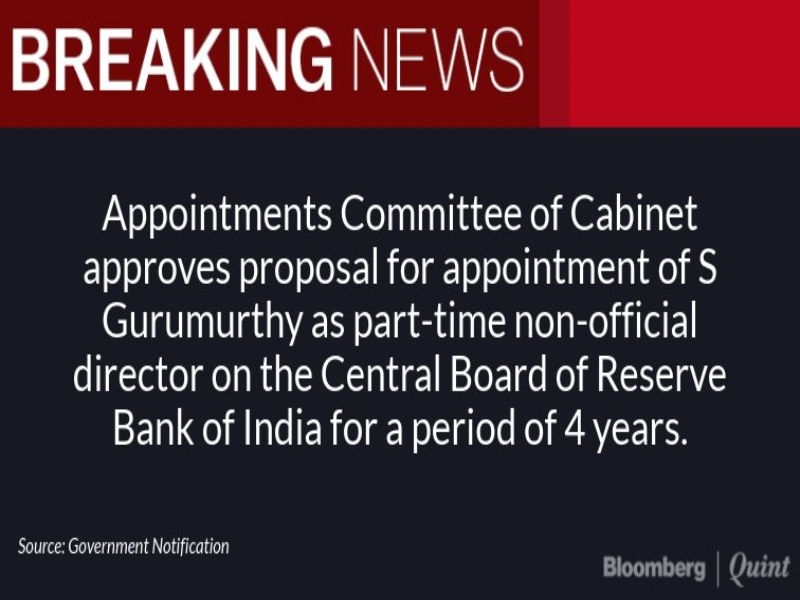 BREAKING NEWS
Appointments Committee of Cabinet
approves proposal for appointment of S
Gurumurthy as part-time non-official
director on the Central Board of Reserve
Bank of India for a period of 4 years.
Source: Government Notification
Bloomberg | Quint